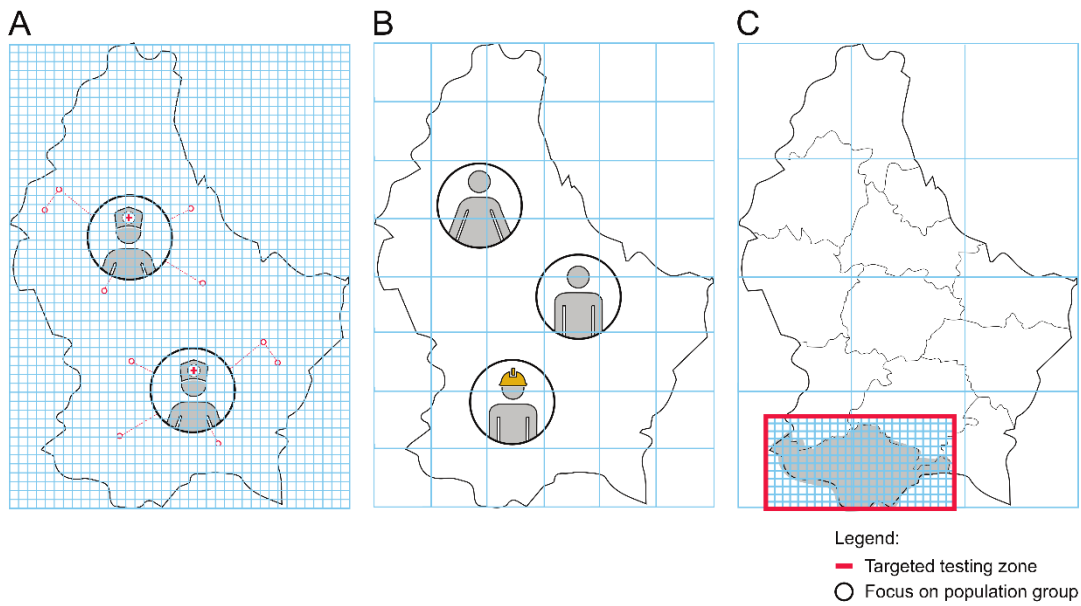 A
B
C
Legend:
Targeted testing zone
Focus on population group